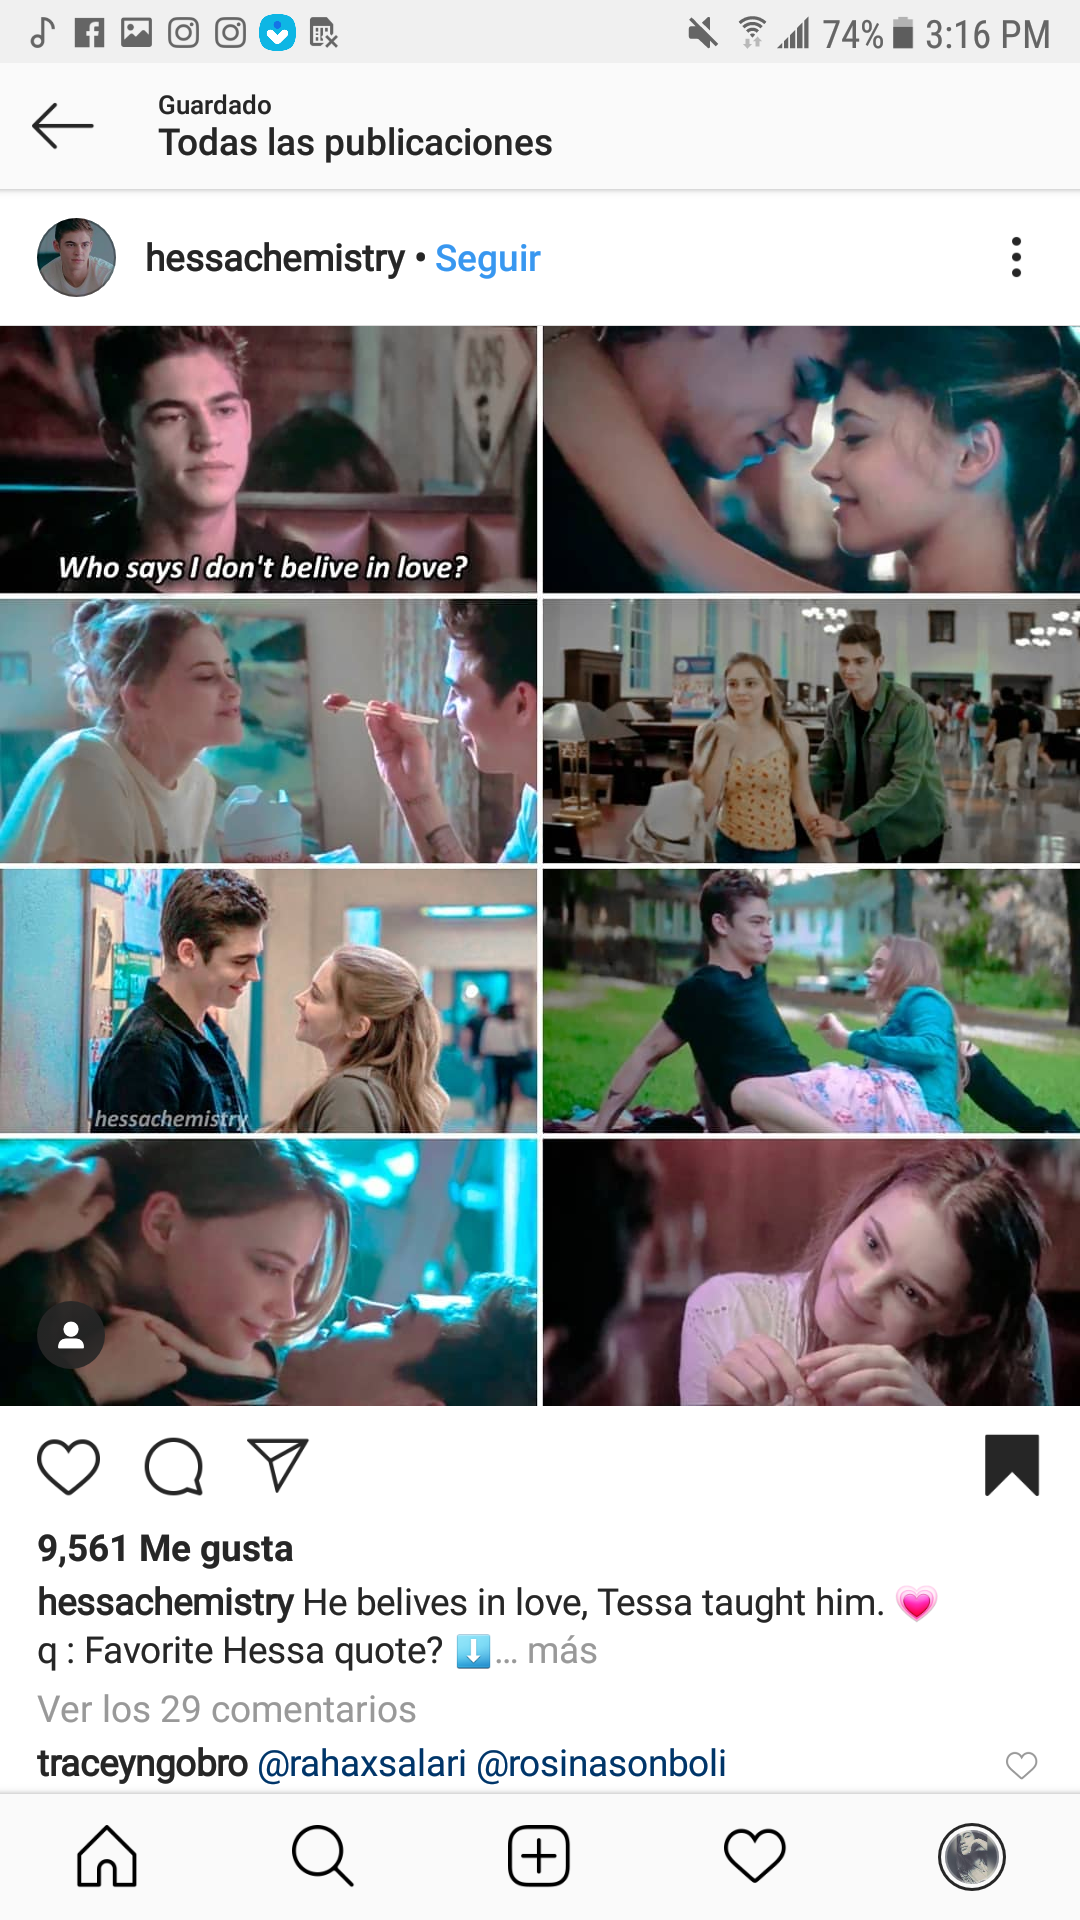 74% 3:16 PM
Guardado
Todas las publicaciones
hessachemistry • Seguir
Who says I don't belive in love?
hessachemistry
9,561 Me gusta
hessachemistry He belives in love, Tessa taught him. 💗
q : Favorite Hessa quote? ⬇️... más
Ver los 29 comentarios
traceyngobro @rahaxsalari @rosinasonboli